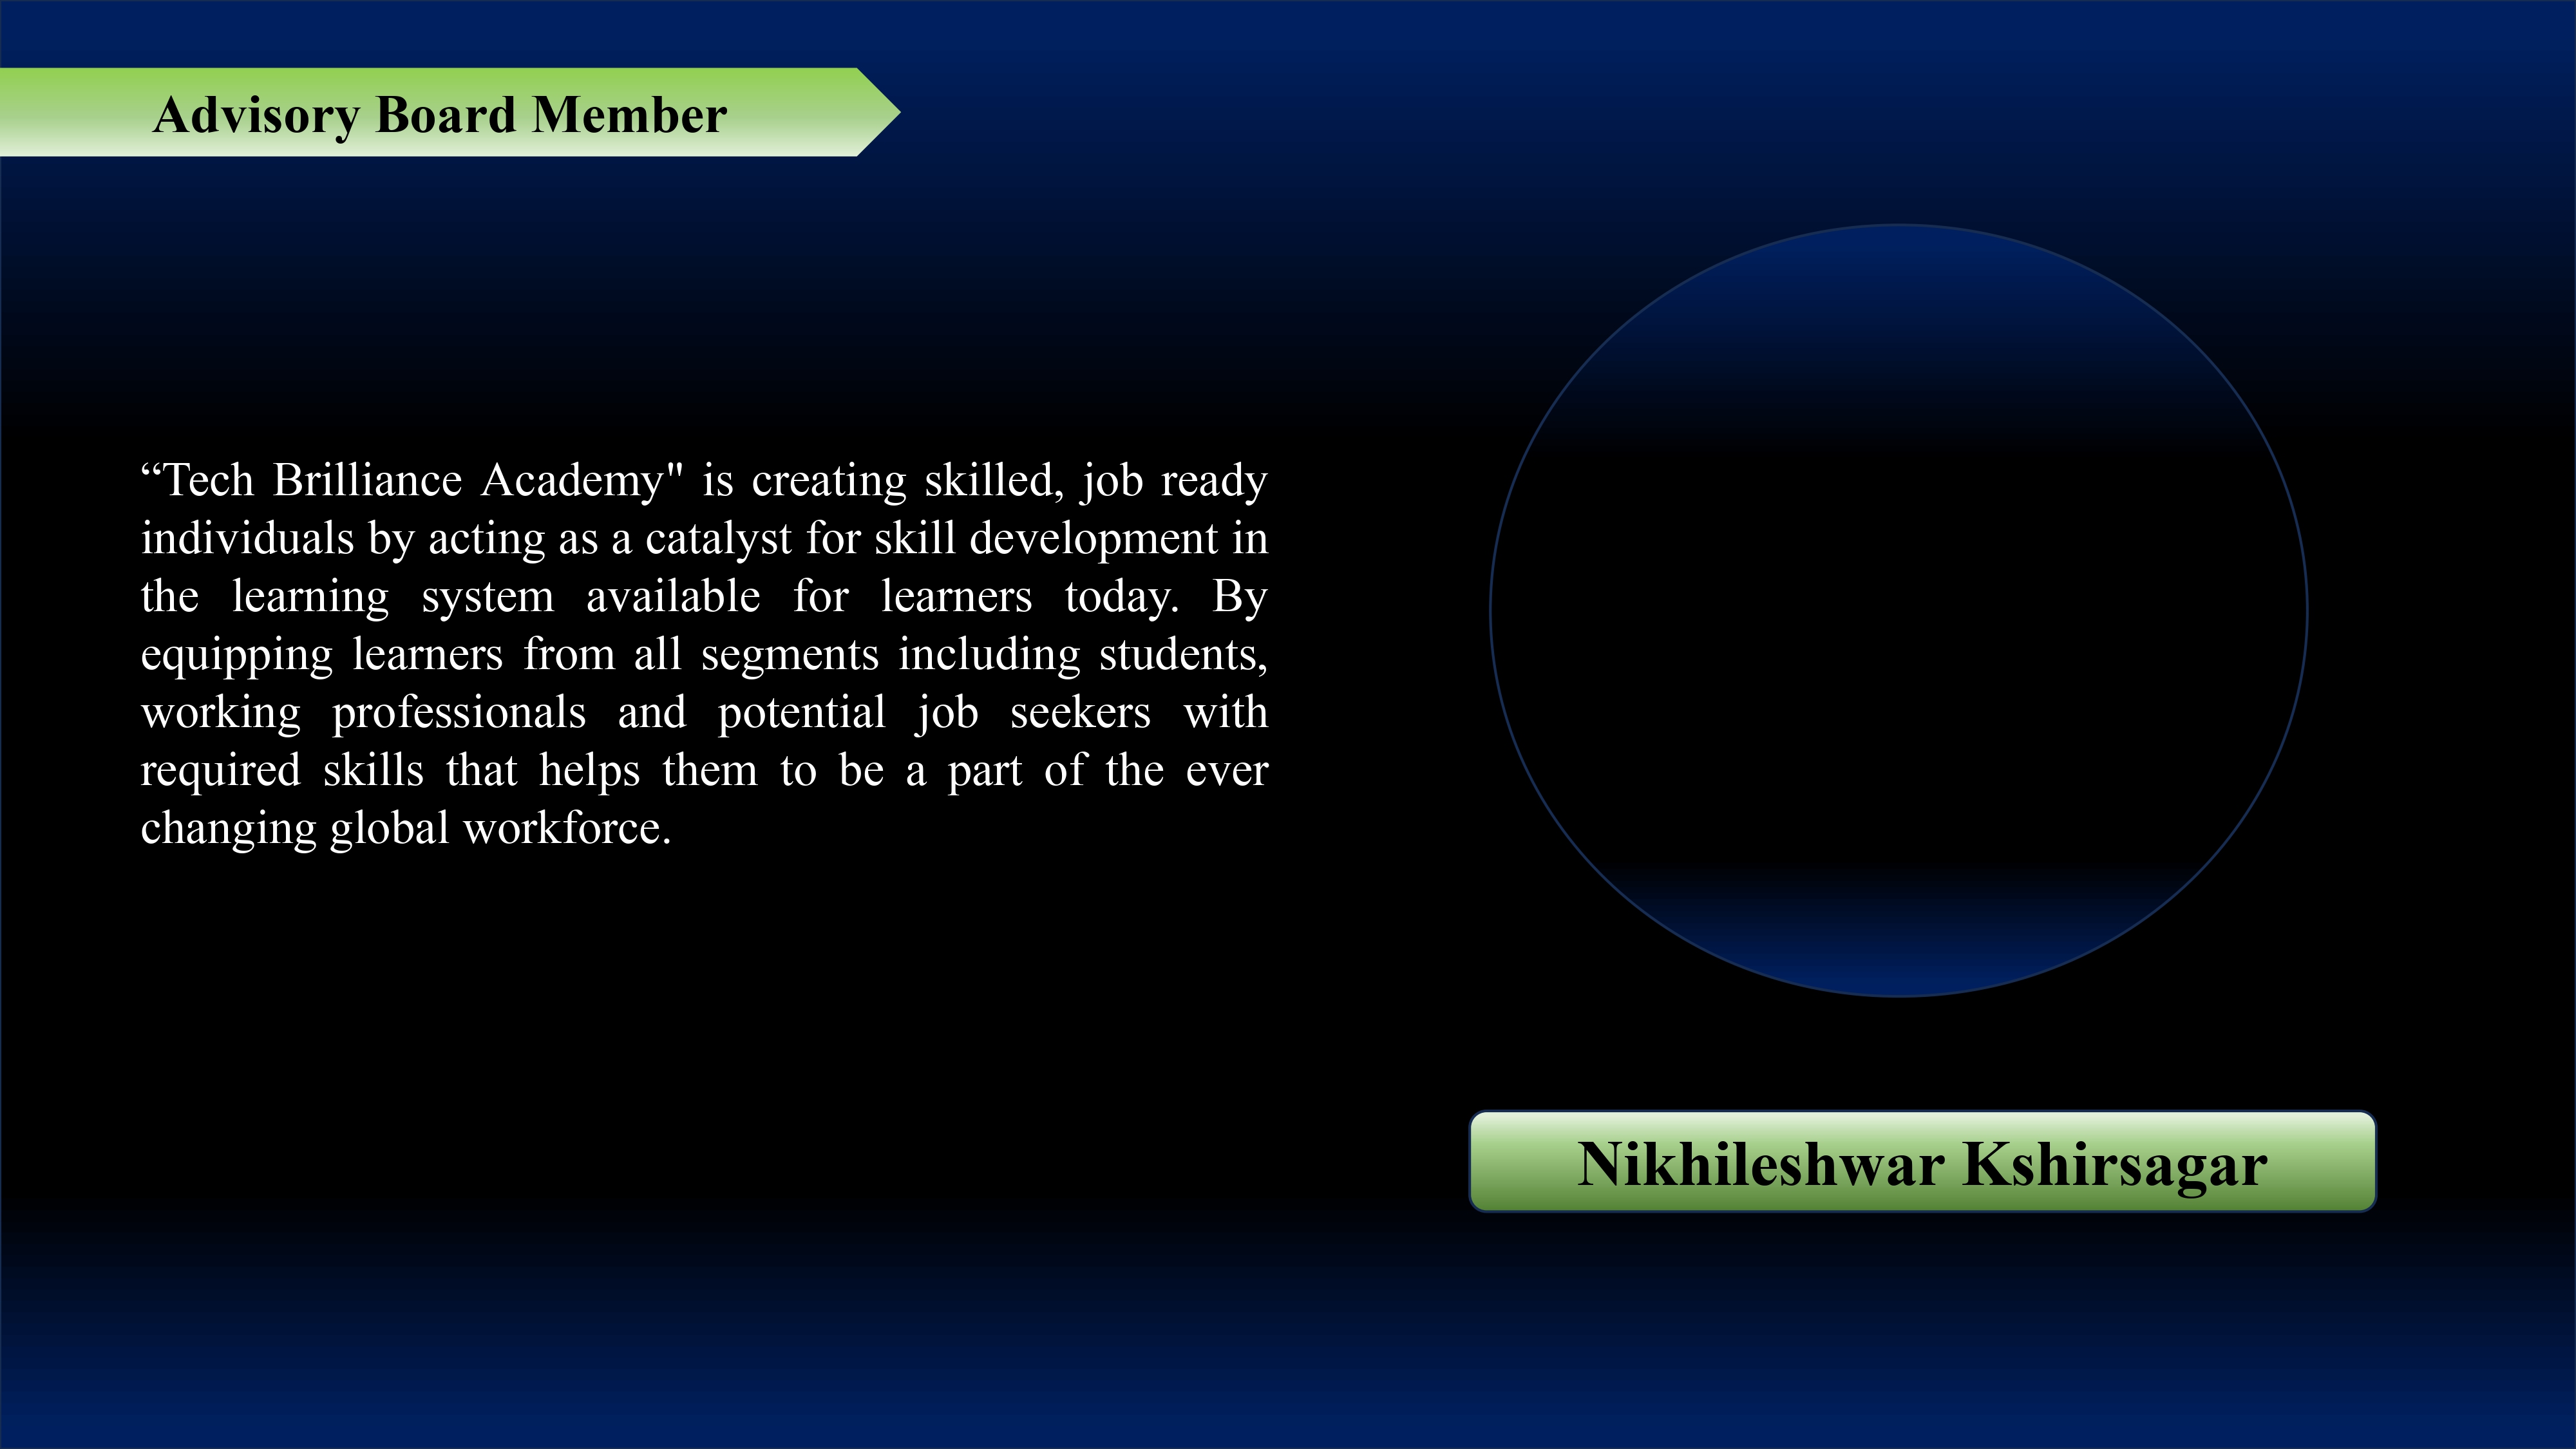 Advisory Board Member
“Tech Brilliance Academy" is creating skilled, job ready
individuals by acting as a catalyst for skill development in
the learning system available for learners today. By
equipping learners from all segments including students,
working professionals and potential job seekers with
required skills that helps them to be a part of the ever
changing global workforce.
Nikhileshwar Kshirsagar